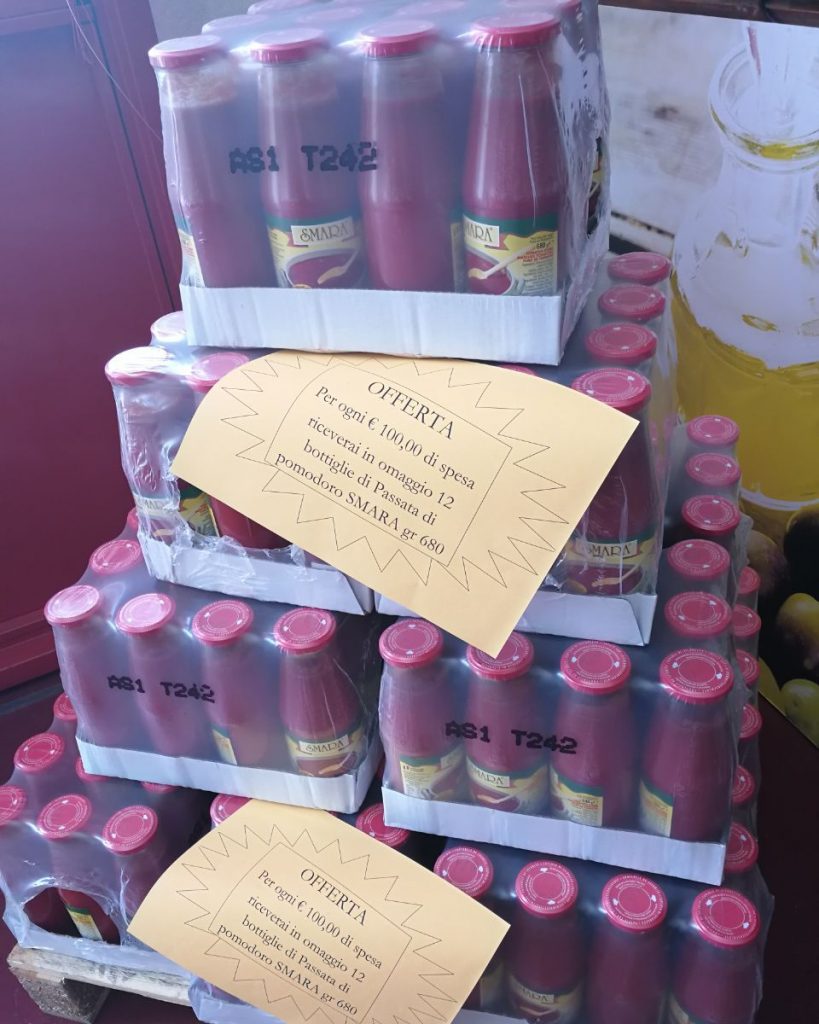 AS1 T242
SMARA
MARA
680
OFFERTA
Per ogni € 100,00 di spesa
riceverai in omaggio 12
bottiglie di Passata di
pomodoro SMARA gr 680
SMARA
AS1 T242
SMARA
AS1 T242
SMARA
OFFERTA
Per ogni € 100,00 di spesa
riceverai in omaggio 12
bottiglie di Passata di
pomodoro SMARA gr 680
SMARA